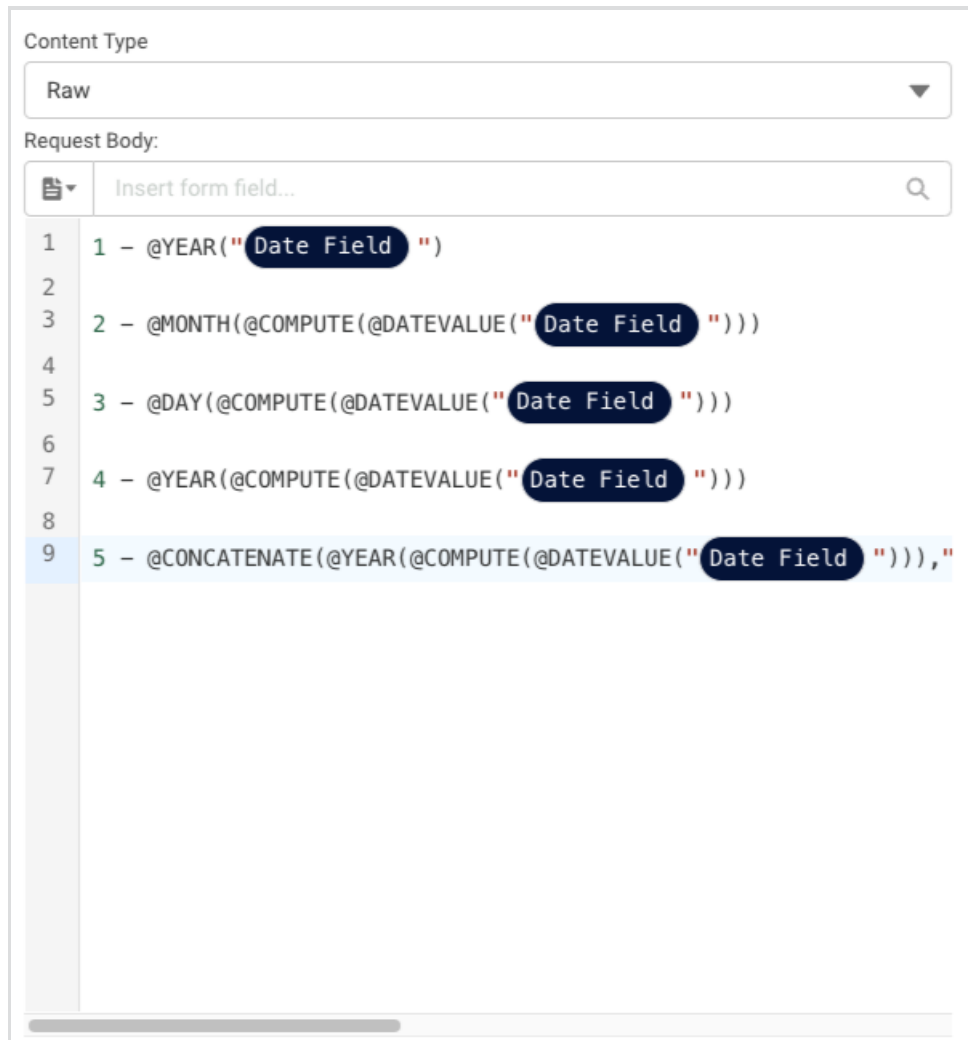 Content Type
Raw
Request Body:
Insert form field...
1 1 – @YEAR("Date Field ")
2
3 2 – @MONTH(@COMPUTE(@DATEVALUE("Date Field ")))
4
5 3 – @DAY(@COMPUTE(@DATEVALUE("Date Field ")))
6
7 4 – @YEAR(@COMPUTE(@DATEVALUE("Date Field ")))
8
9 5 – @CONCATENATE(@YEAR(@COMPUTE(@DATEVALUE("Date Field "))),"